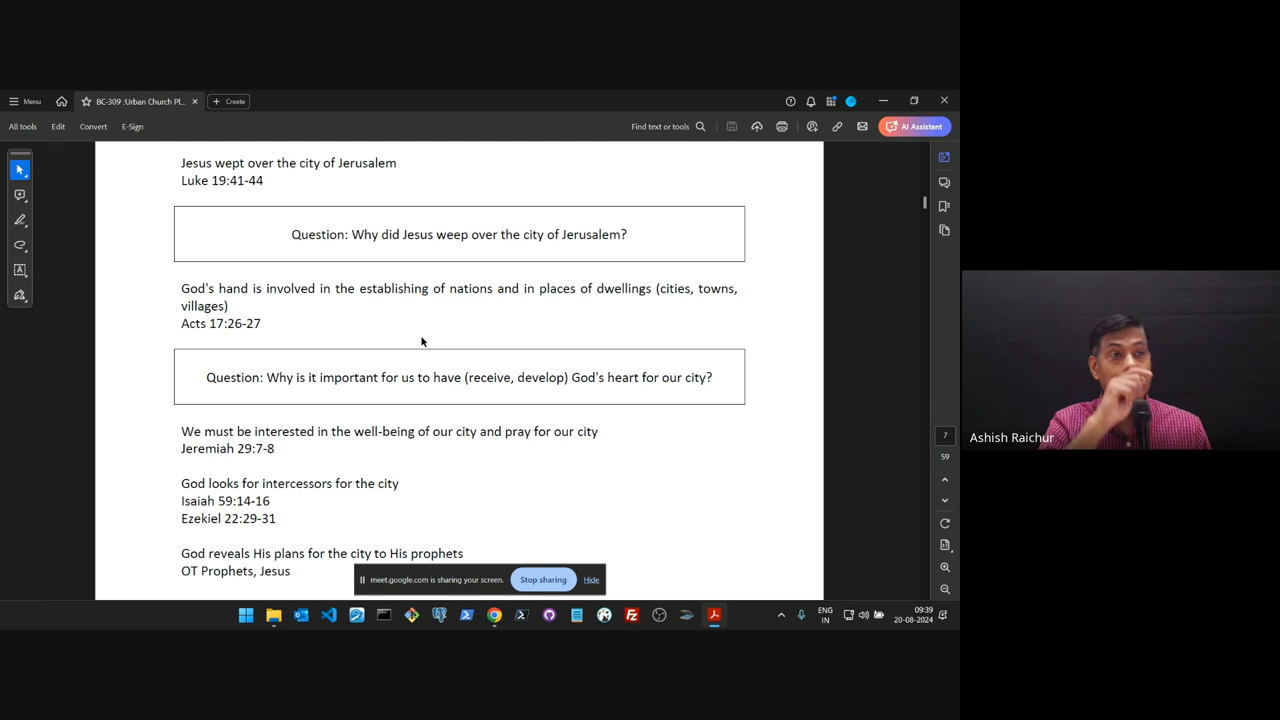 Menu
BC-309 :Urban Church Pl...
Create
All tools
Edit
Convert
E-Sign
Find text or tools
AI Assistant
Jesus wept over the city of Jerusalem
Luke 19:41-44
Question: Why did Jesus weep over the city of Jerusalem?
God's hand is involved in the establishing of nations and in places of dwellings (cities, towns,
villages)
Acts 17:26-27
Question: Why is it important for us to have (receive, develop) God's heart for our city?
We must be interested in the well-being of our city and pray for our city
Jeremiah 29:7-8
God looks for intercessors for the city
Isaiah 59:14-16
Ezekiel 22:29-31
God reveals His plans for the city to His prophets
OT Prophets, Jesus
7
59
meet.google.com is sharing your screen.
Stop sharing
Hide
ENG
IN
09:39
20-08-2024
Ashish Raichur